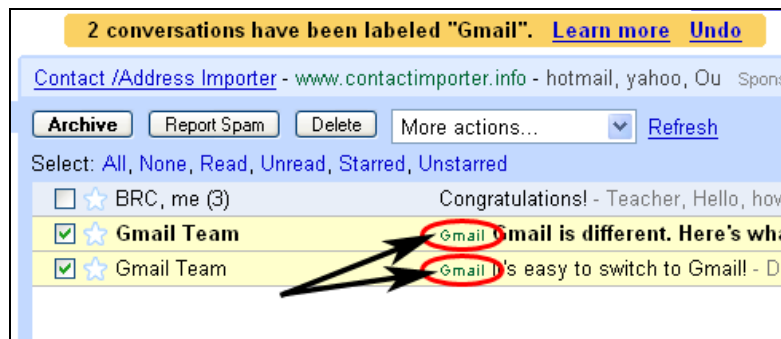 2 conversations have been labeled "Gmail". Learn more Undo
Contact /Address Importer - www.contactimporter.info - hotmail, yahoo, Ou Spons
Archive Report Spam Delete More actions... Refresh
Select: All, None, Read, Unread, Starred, Unstarred
BRC, me (3) Congratulations! - Teacher, Hello, hov
Gmail Team Gmail Gmail is different. Here's wha
Gmail Team Gmail It's easy to switch to Gmail! - D